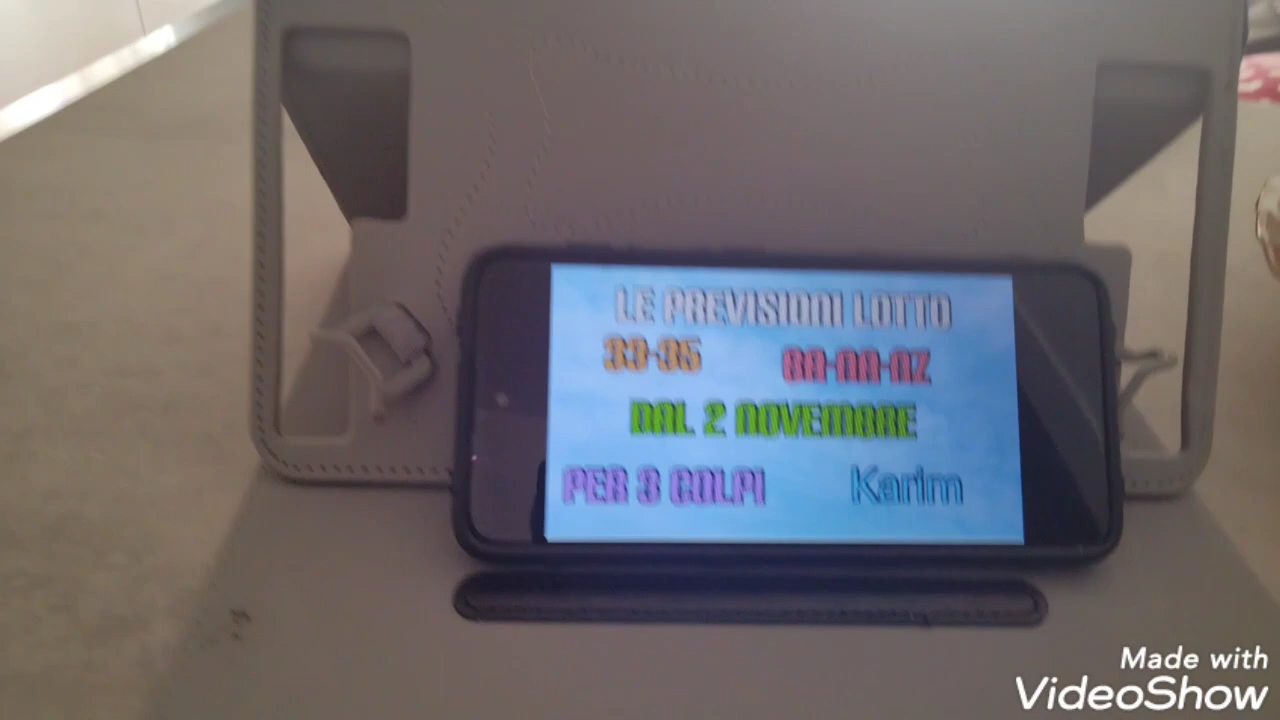 LE PREVISIONI LOTTO
33-35 BA-NA-NZ
DAL 2 NOVEMBRE
PER 3 COLPI Karim
Made with
VideoShow